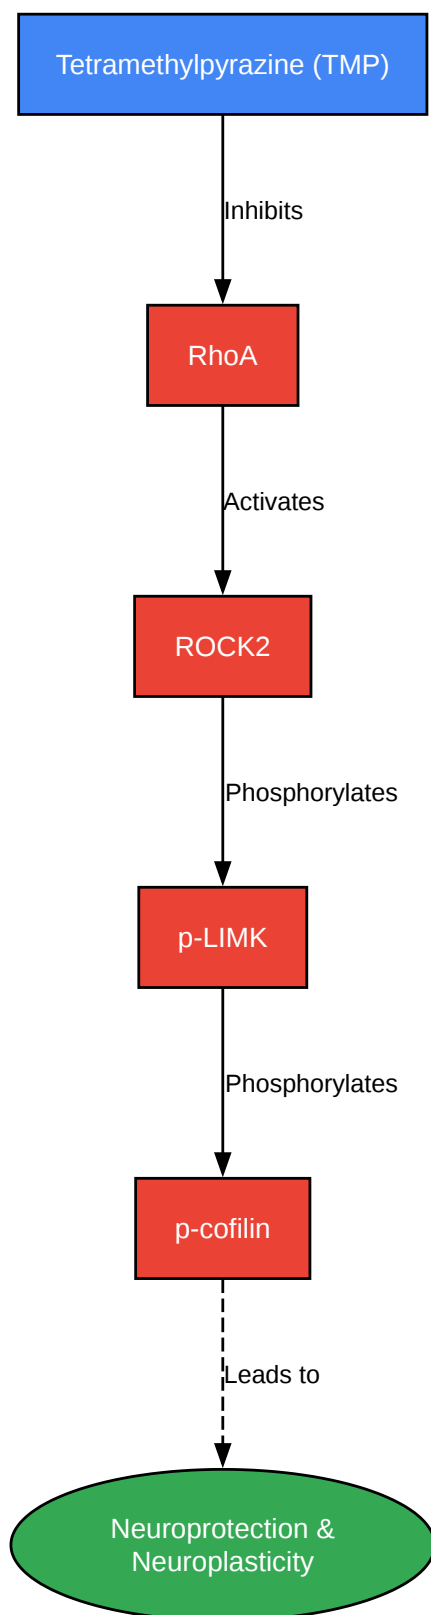 Tetramethylpyrazine (TMP)
Inhibits
RhoA
Activates
ROCK2
Phosphorylates
p-LIMK
Phosphorylates
p-cofilin
Leads to
Neuroprotection &
Neuroplasticity